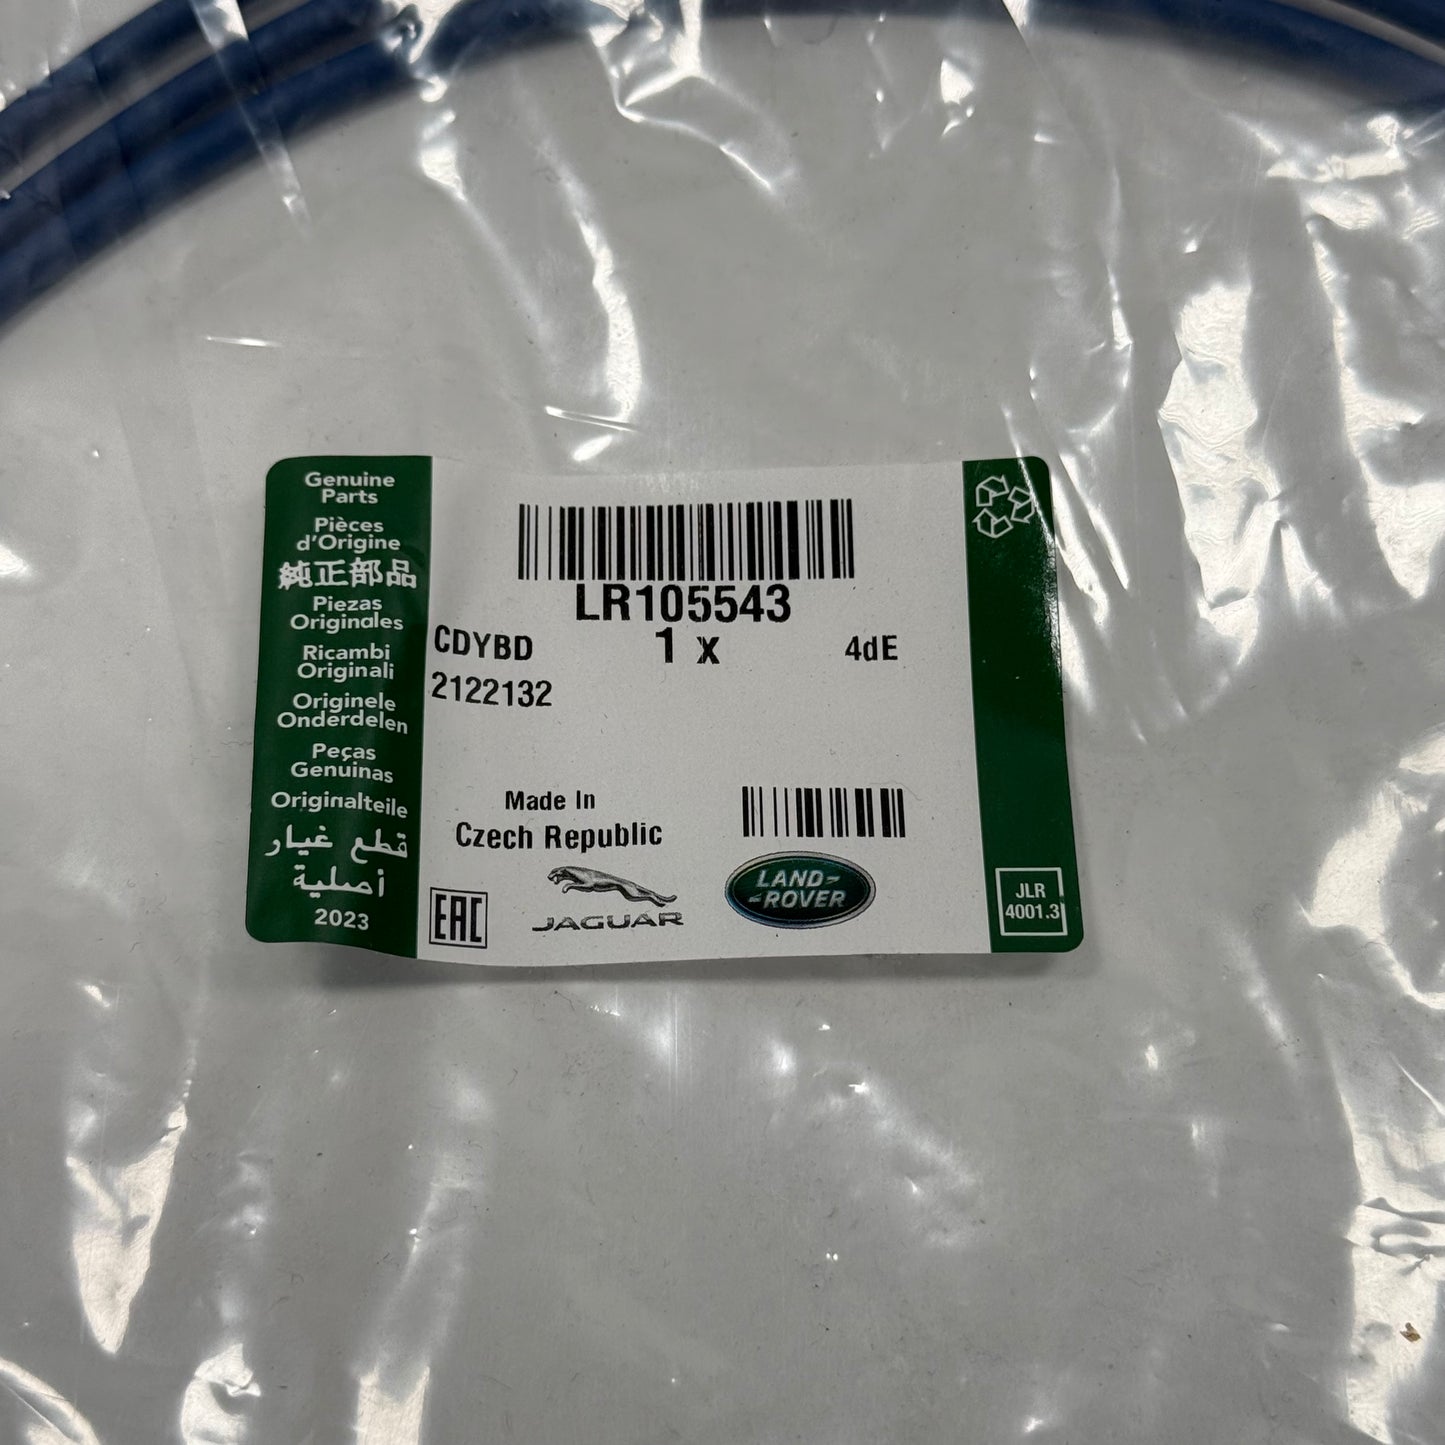 Genuine
Parts
Pièces
d'Origine
純正部品
Piezas
Originales
Ricambi
Originali
Originele
Onderdelen
Peças
Genuinas
Originalteile
قطع غيار
أصلية
2023
LR105543
CDYBD
1 x
4dE
2122132
Made In
Czech Republic
EAC
JAGUAR
LAND-
-ROVER
JLR
4001.3